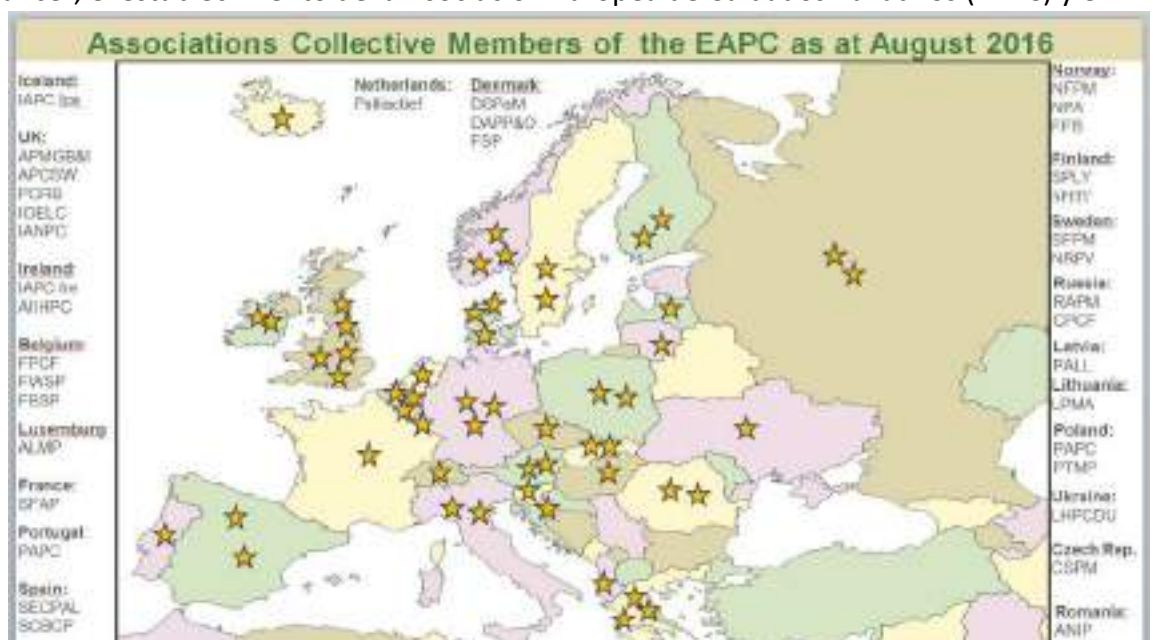 Associations Collective Members of the EAPC as at August 2016
Iceland:
IAPC
UK:
APMGB&I
APCSW
PCRS
IOELC
IANPC
Ireland:
IAPC Ire
AIIHPC
Belgium:
FPCF
FWSP
FBSP
Luxemburg
ALMP
France:
SFAP
Portugal:
PAPC
Spain:
SECPAL
SCBCP
Netherlands:
Palliactief
Denmark:
DSPaM
DAPP&O
FSP
Norway:
NFPM
NPA
Finland:
SPLY
Sweden:
SFPM
NRPV
Russia:
RAPM
CPCF
Latvia:
PALL
Lithuania:
LPMA
Poland:
PAPC
PTMP
Ukraine:
LHPCDU
Czech Rep.
CSPM
Romania:
ANIP